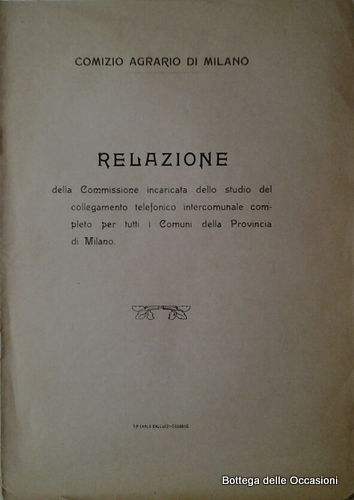 COMIZIO AGRARIO DI MILANO
RELAZIONE
della Commissione incaricata dello studio del
collegamento telefonico intercomunale com-
pleto per tutti i Comuni della Provincia
di Milano.
Bottega delle Occasioni